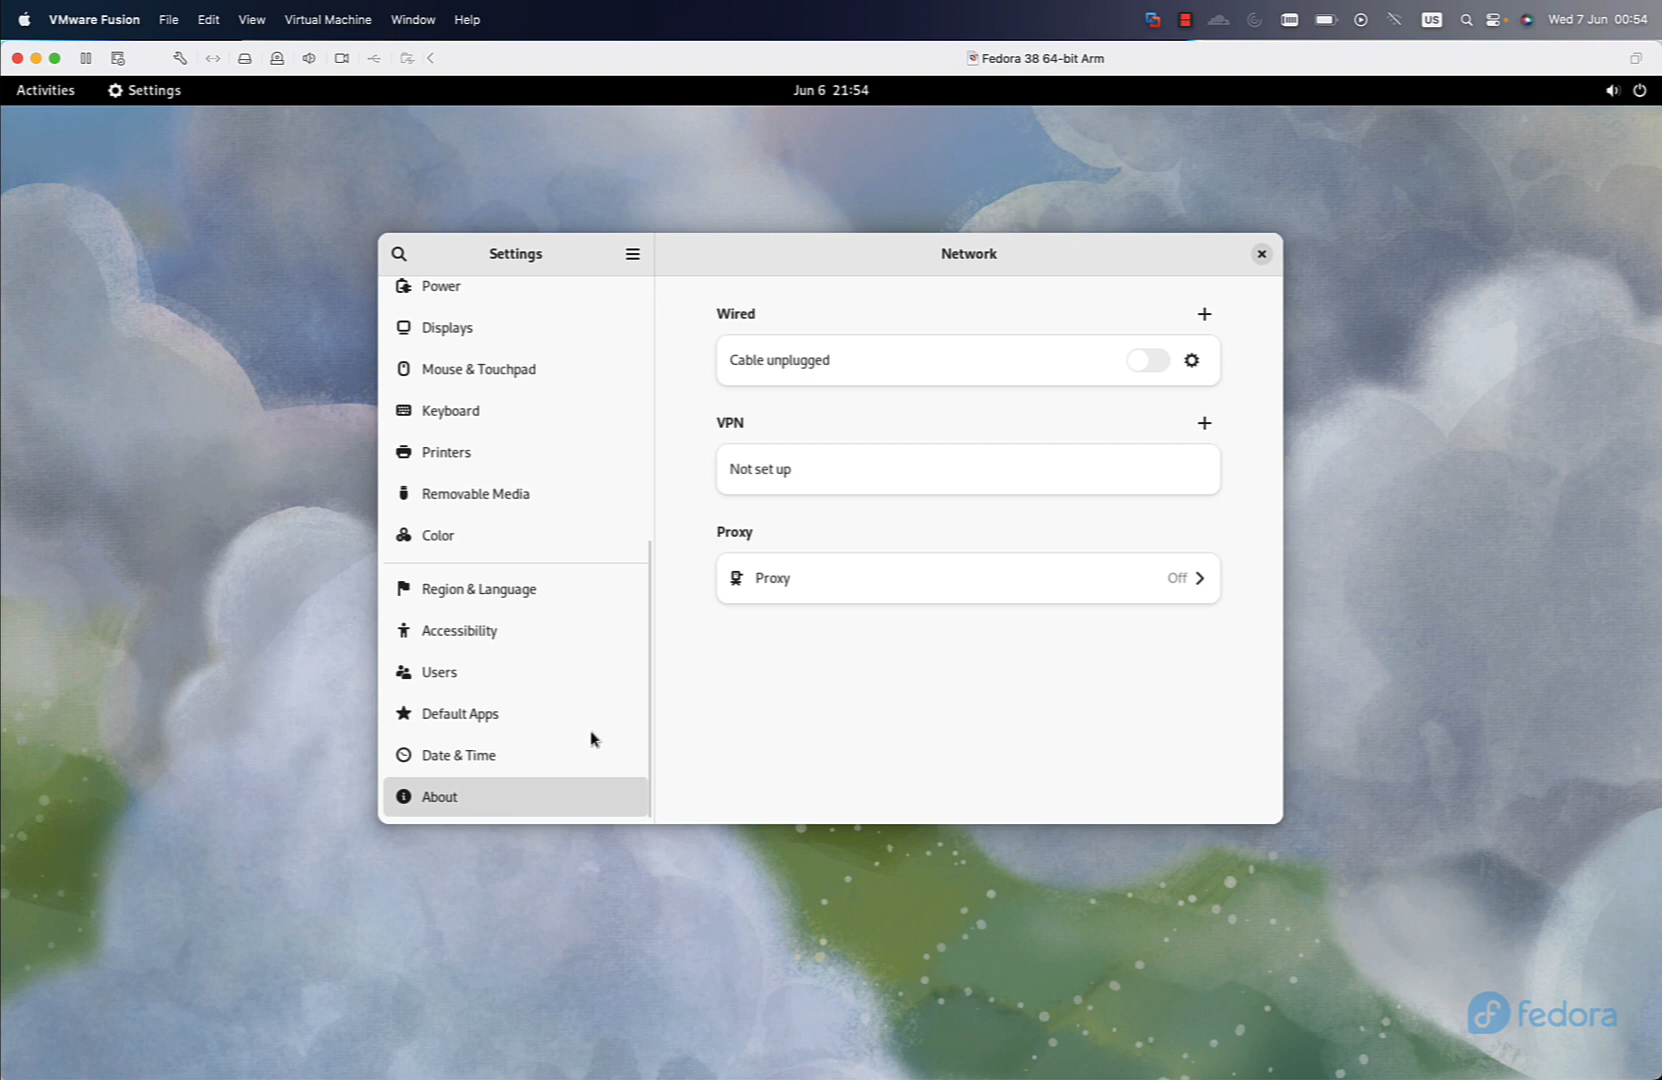 VMware Fusion File Edit View Virtual Machine Window Help US Wed 7 Jun 00:54
Fedora 38 64-bit Arm
Activities Settings Jun 6 21:54
Settings Network
Power
Displays
Mouse & Touchpad
Keyboard
Printers
Removable Media
Color
Region & Language
Accessibility
Users
Default Apps
Date & Time
About
Wired
Cable unplugged
VPN
Not set up
Proxy
Proxy Off
fedora